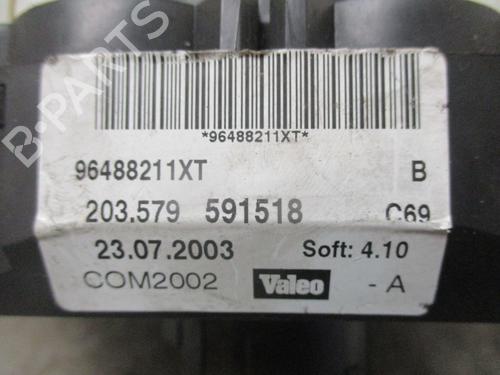 B-PARTS
*96488211XT*
96488211XT B
203.579 591518 C69
23.07.2003 Soft: 4.10
COM2002 Valeo - A